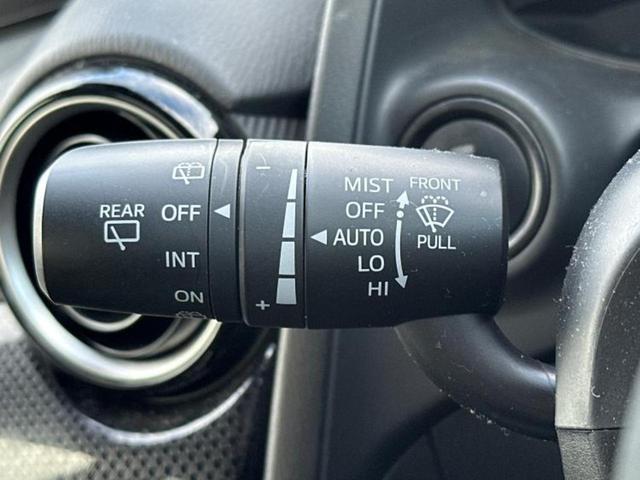 REAR
OFF
INT
ON
−
+
MIST
OFF
AUTO
LO
HI
FRONT
PULL